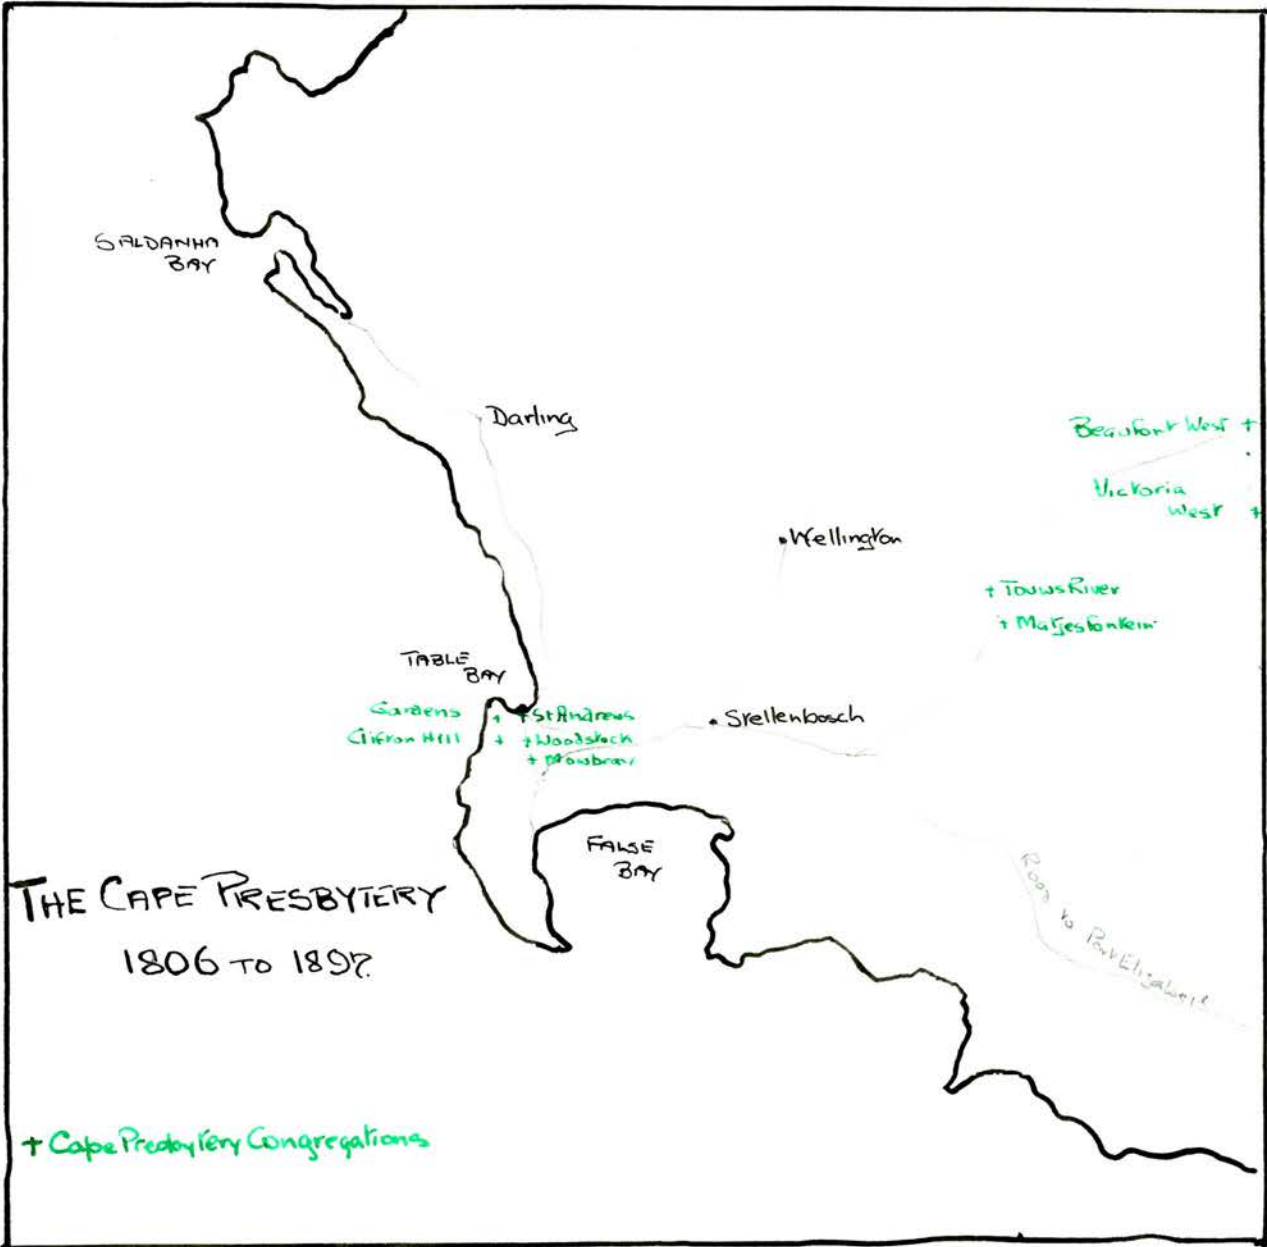 SALDANHA
BAY
Darling
Beaufort West +
Victoria
West +
Wellington
+ Touws River
+ Matjesfontein
TABLE
BAY
Gardens +
+ St Andrews
Stellenbosch
Clifton Hill +
+ Woodstock
+ Mowbray
FALSE
BAY
THE CAPE PRESBYTERY
1806 TO 1897
Road to Port Elizabeth
+ Cape Presbytery Congregations